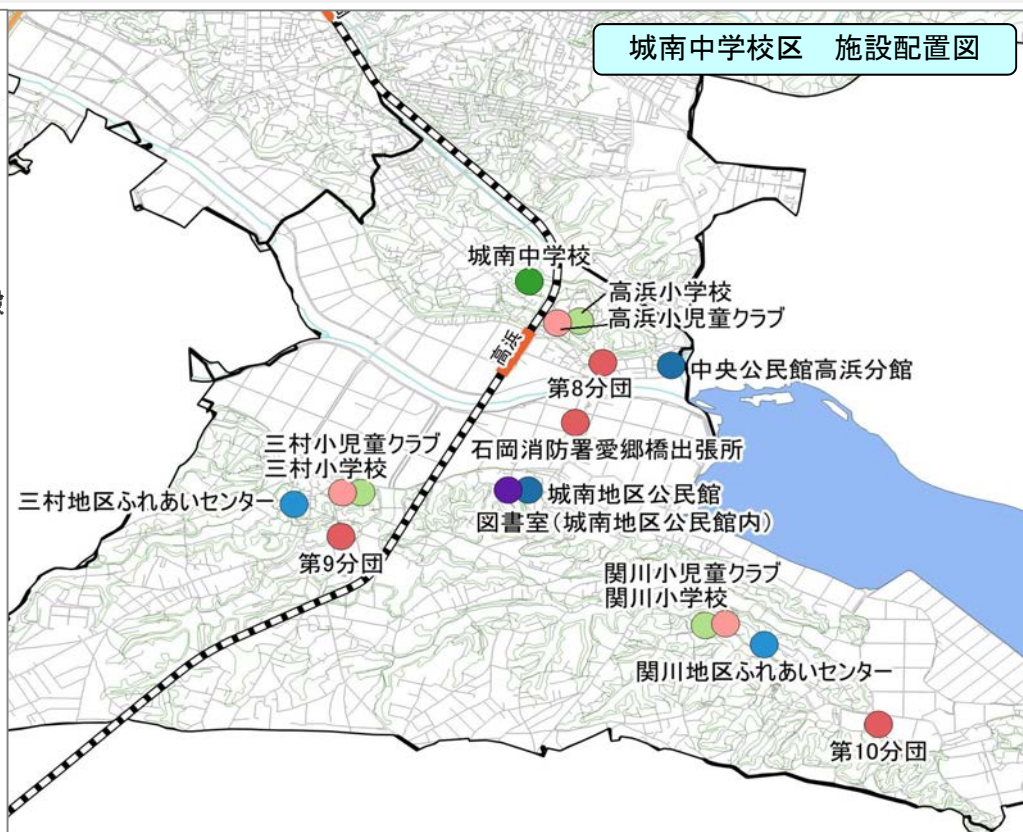 城南中学校区　施設配置図
城南中学校
高浜小学校
高浜小児童クラブ
高浜
第8分団
中央公民館高浜分館
石岡消防署愛郷橋出張所
三村小児童クラブ
三村小学校
三村地区ふれあいセンター
城南地区公民館
図書室(城南地区公民館内)
第9分団
関川小児童クラブ
関川小学校
関川地区ふれあいセンター
第10分団